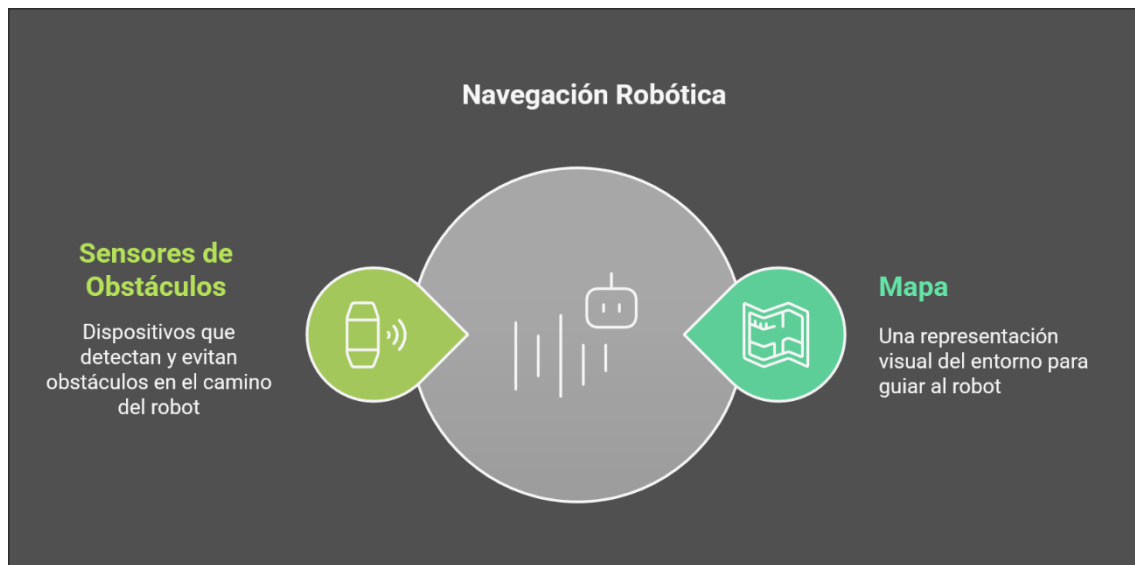 Navegación Robótica
Sensores de
Obstáculos
Dispositivos que
detectan y evitan
obstáculos en el camino
del robot
Mapa
Una representación
visual del entorno para
guiar al robot